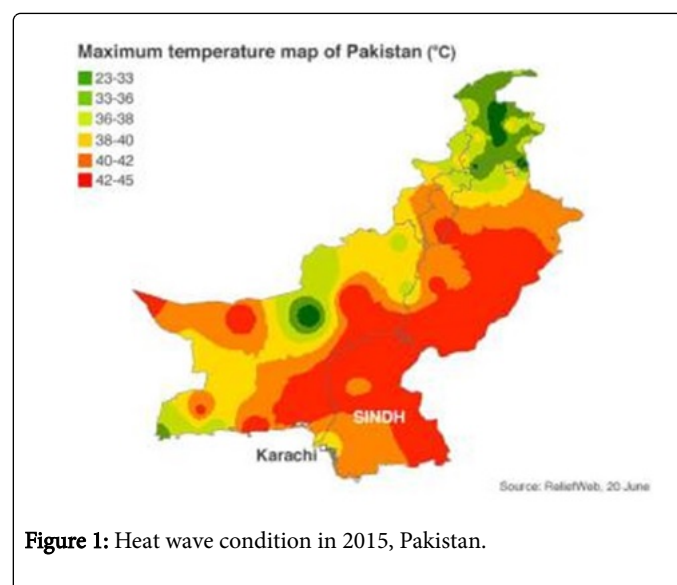 Maximum temperature map of Pakistan (°C)
23-33
33-36
36-38
38-40
40-42
42-45
SINDH
Karachi
Source: ReliefWeb, 20 June
Figure 1: Heat wave condition in 2015, Pakistan.